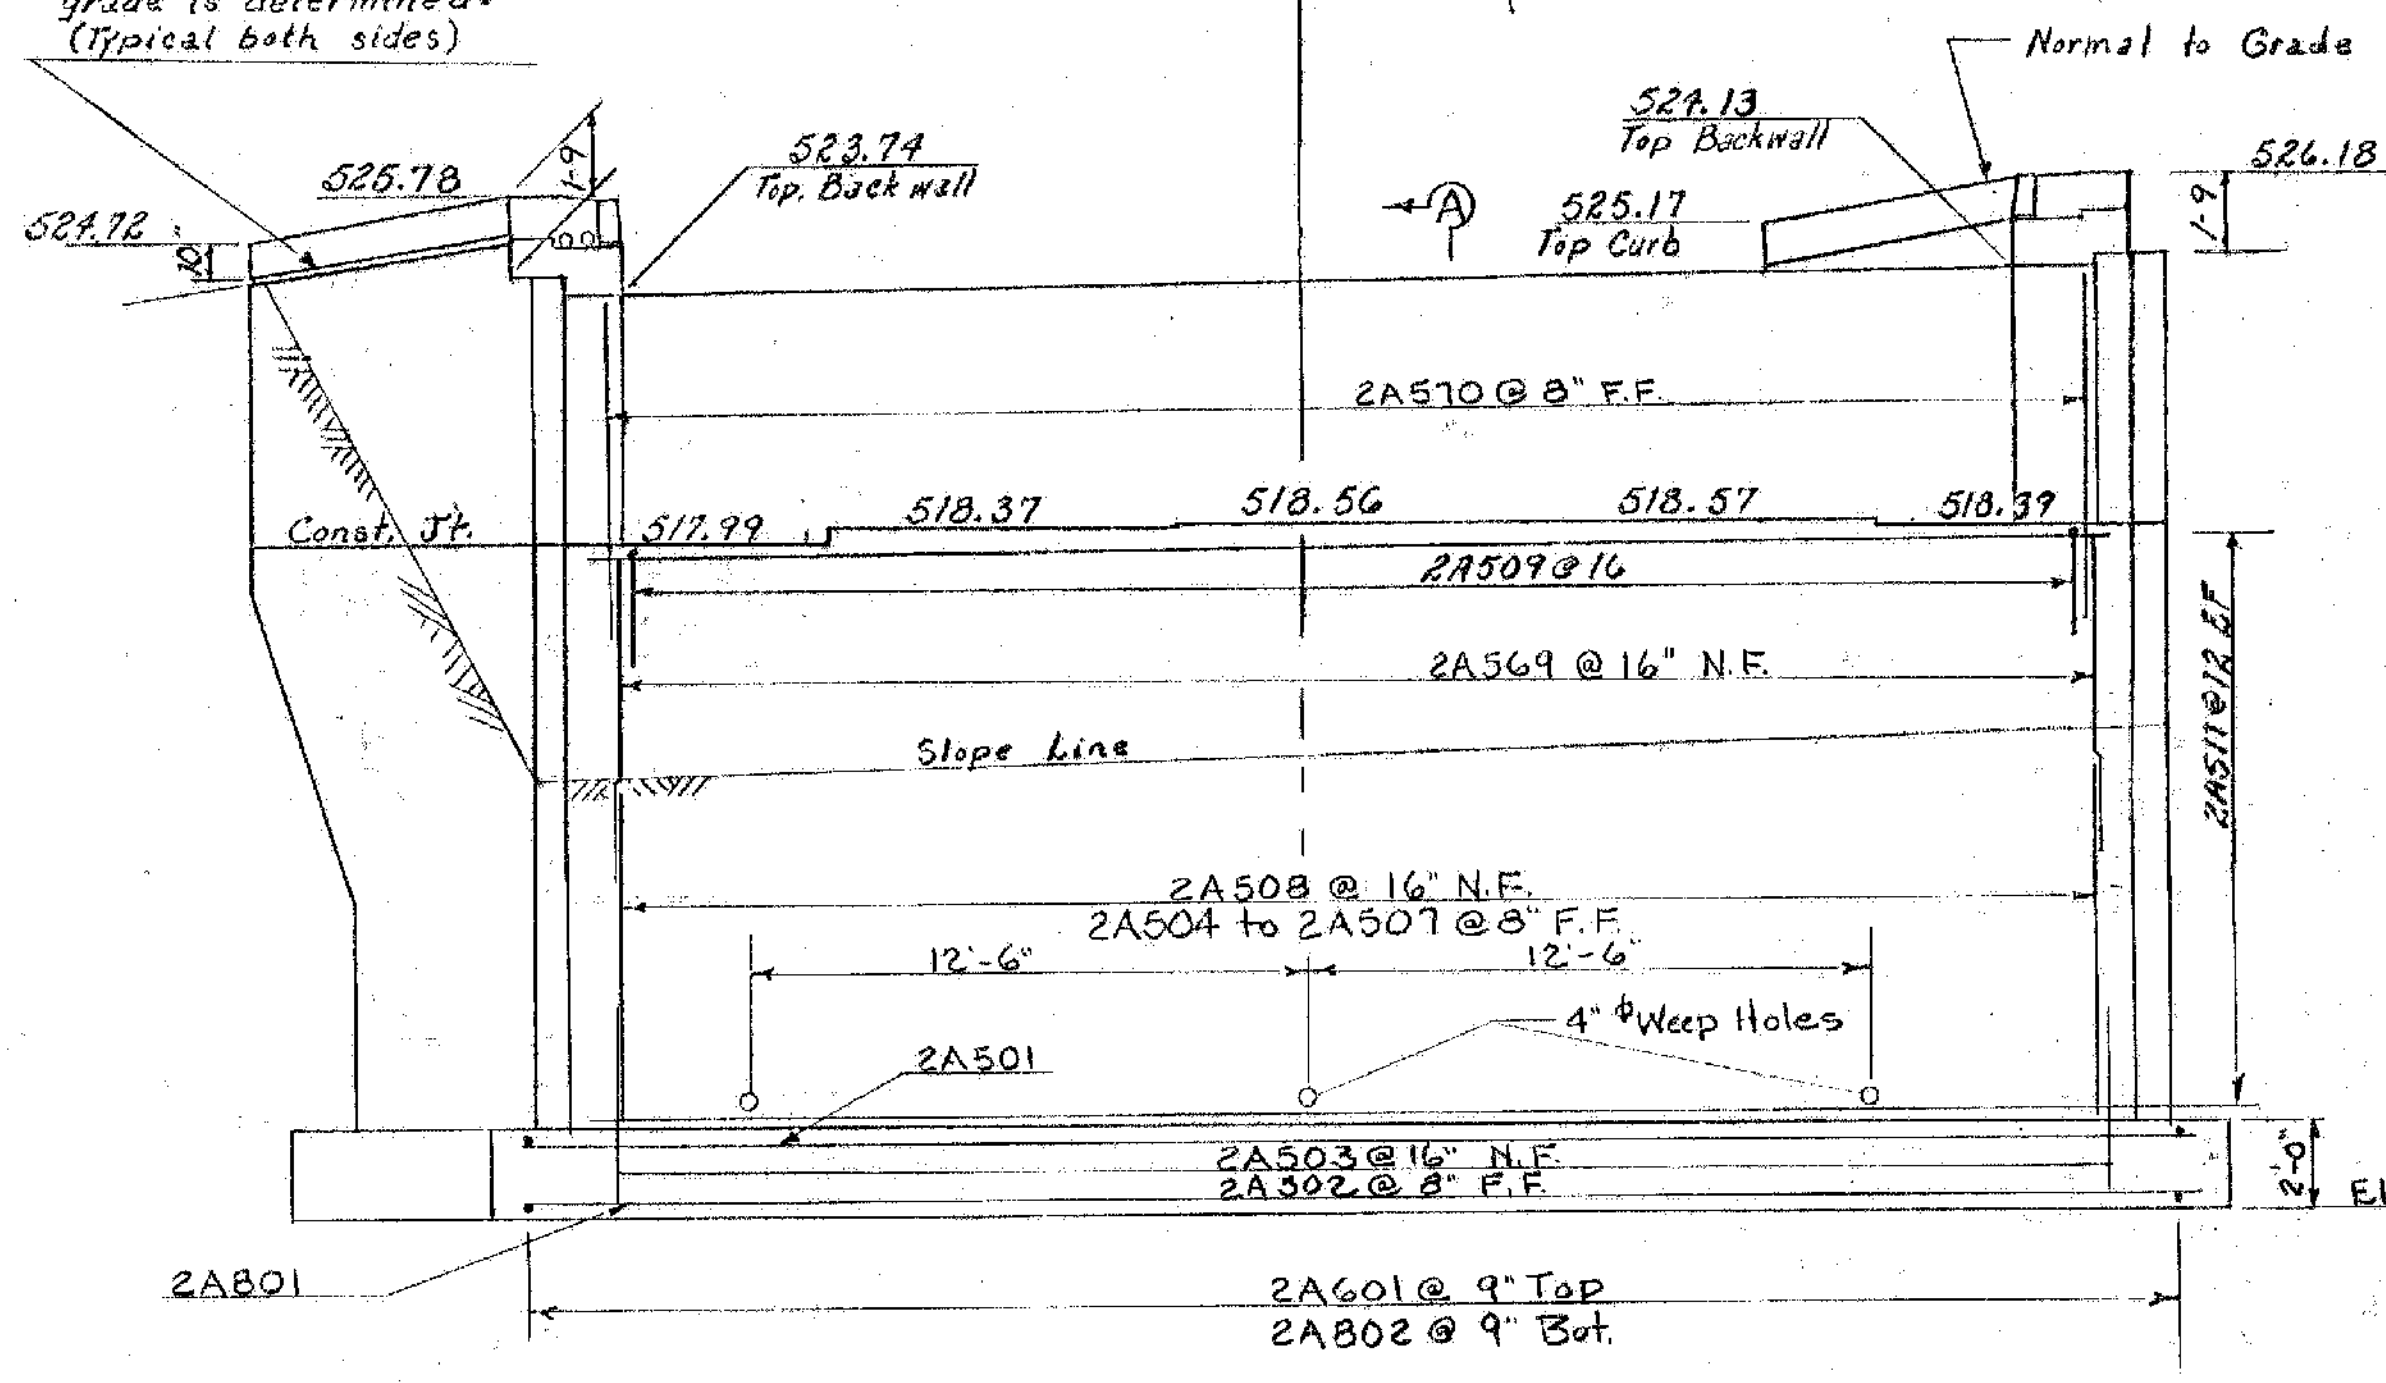 grade is determined.
(Typical both sides)
Normal to Grade
524.13
Top Backwall
523.74
Top. Back wall
1-9
525.78
526.18
524.72
10
A
525.17
Top Curb
1-9
2A570 @ 8" F.F.
518.37
518.56
518.57
518.39
Const. Jt.
517.99
2A509@16
2A511@12 EF
2A569 @ 16" N.F.
Slope Line
2A508 @ 16" N.F.
2A504 to 2A507 @ 8" F.F.
12'-6"
12'-6"
4" ϕ Weep Holes
2A501
2A503@16" N.F.
2A502@ 8" F.F.
2'-0"
El
2A801
2A601@ 9" Top
2A802 @ 9" Bot.